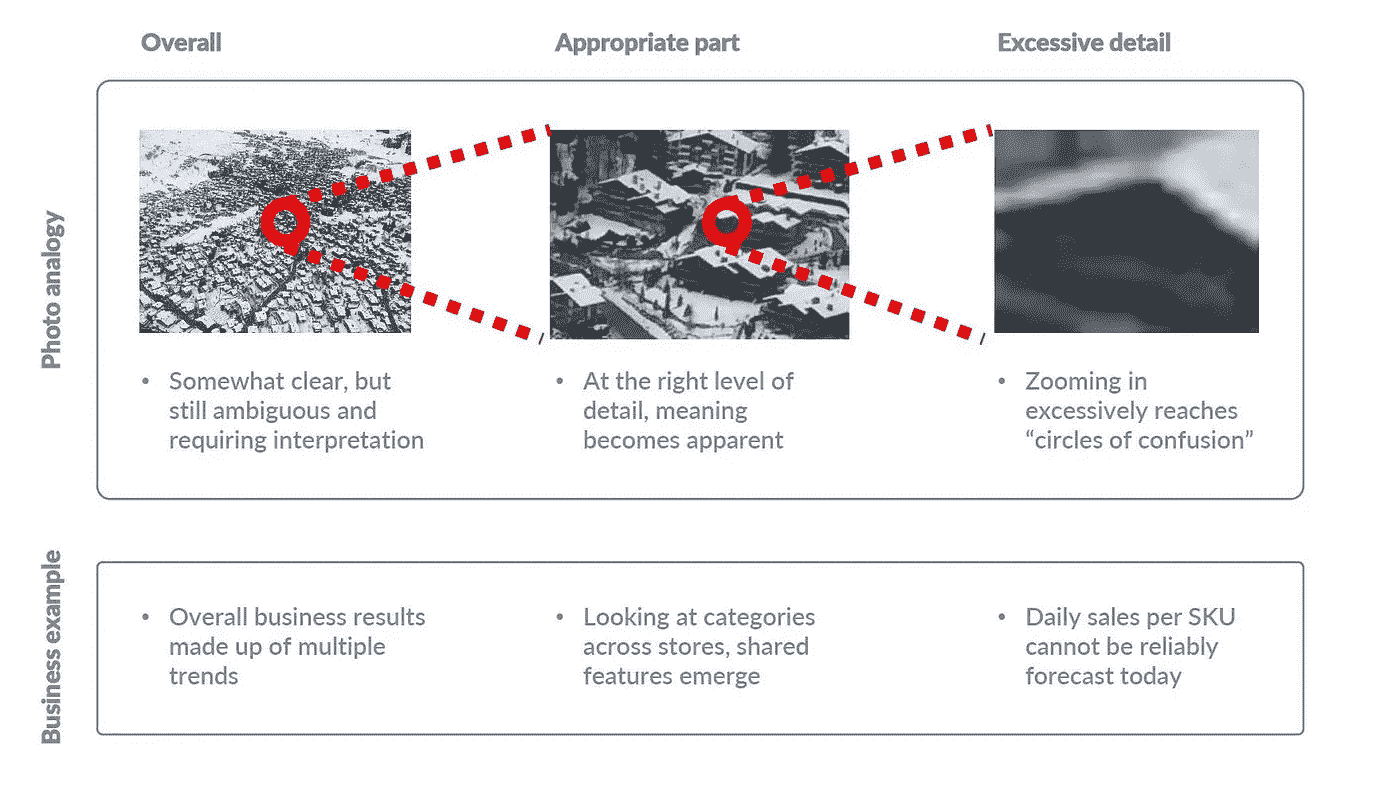 Overall
Appropriate part
Excessive detail
Photo analogy
• Somewhat clear, but
still ambiguous and
requiring interpretation
• At the right level of
detail, meaning
becomes apparent
• Zooming in
excessively reaches
“circles of confusion”
Business example
• Overall business results
made up of multiple
trends
• Looking at categories
across stores, shared
features emerge
• Daily sales per SKU
cannot be reliably
forecast today